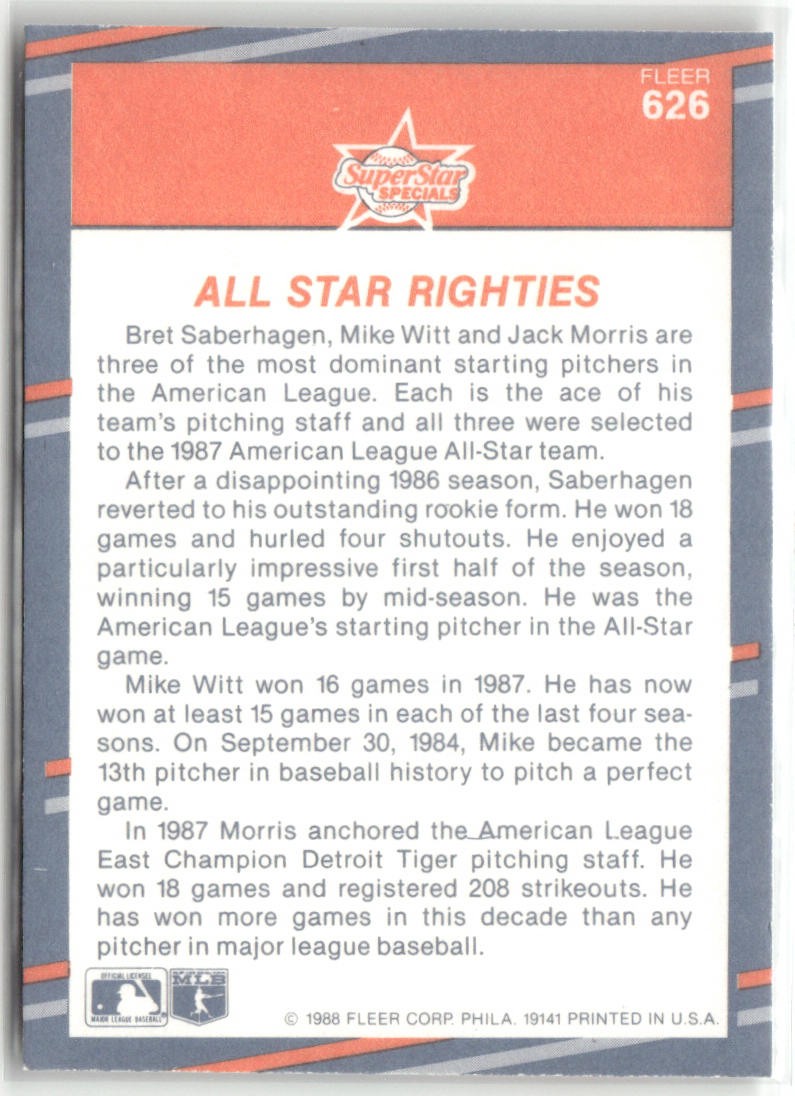 FLEER
626
SuperStar
SPECIALS
ALL STAR RIGHTIES
Bret Saberhagen, Mike Witt and Jack Morris are
three of the most dominant starting pitchers in
the American League. Each is the ace of his
team's pitching staff and all three were selected
to the 1987 American League All-Star team.
After a disappointing 1986 season, Saberhagen
reverted to his outstanding rookie form. He won 18
games and hurled four shutouts. He enjoyed a
particularly impressive first half of the season,
winning 15 games by mid-season. He was the
American League's starting pitcher in the All-Star
game.
Mike Witt won 16 games in 1987. He has now
won at least 15 games in each of the last four sea-
sons. On September 30, 1984, Mike became the
13th pitcher in baseball history to pitch a perfect
game.
In 1987 Morris anchored the American League
East Champion Detroit Tiger pitching staff. He
won 18 games and registered 208 strikeouts. He
has won more games in this decade than any
pitcher in major league baseball.
OFFICIAL LICENSEE
MAJOR LEAGUE BASEBALL
MLB
© 1988 FLEER CORP. PHILA. 19141 PRINTED IN U.S.A.